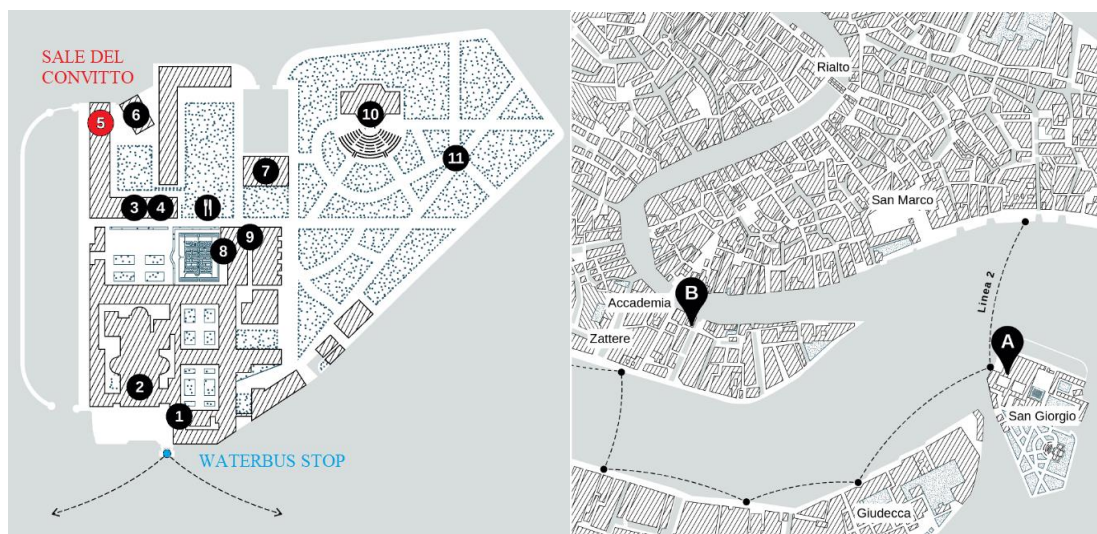 SALE DEL
CONVITTO
5
6
10
11
7
3
4
9
8
2
1
WATERBUS STOP
Rialto
San Marco
Linea 2
B
Accademia
Zattere
A
San Giorgio
Giudecca